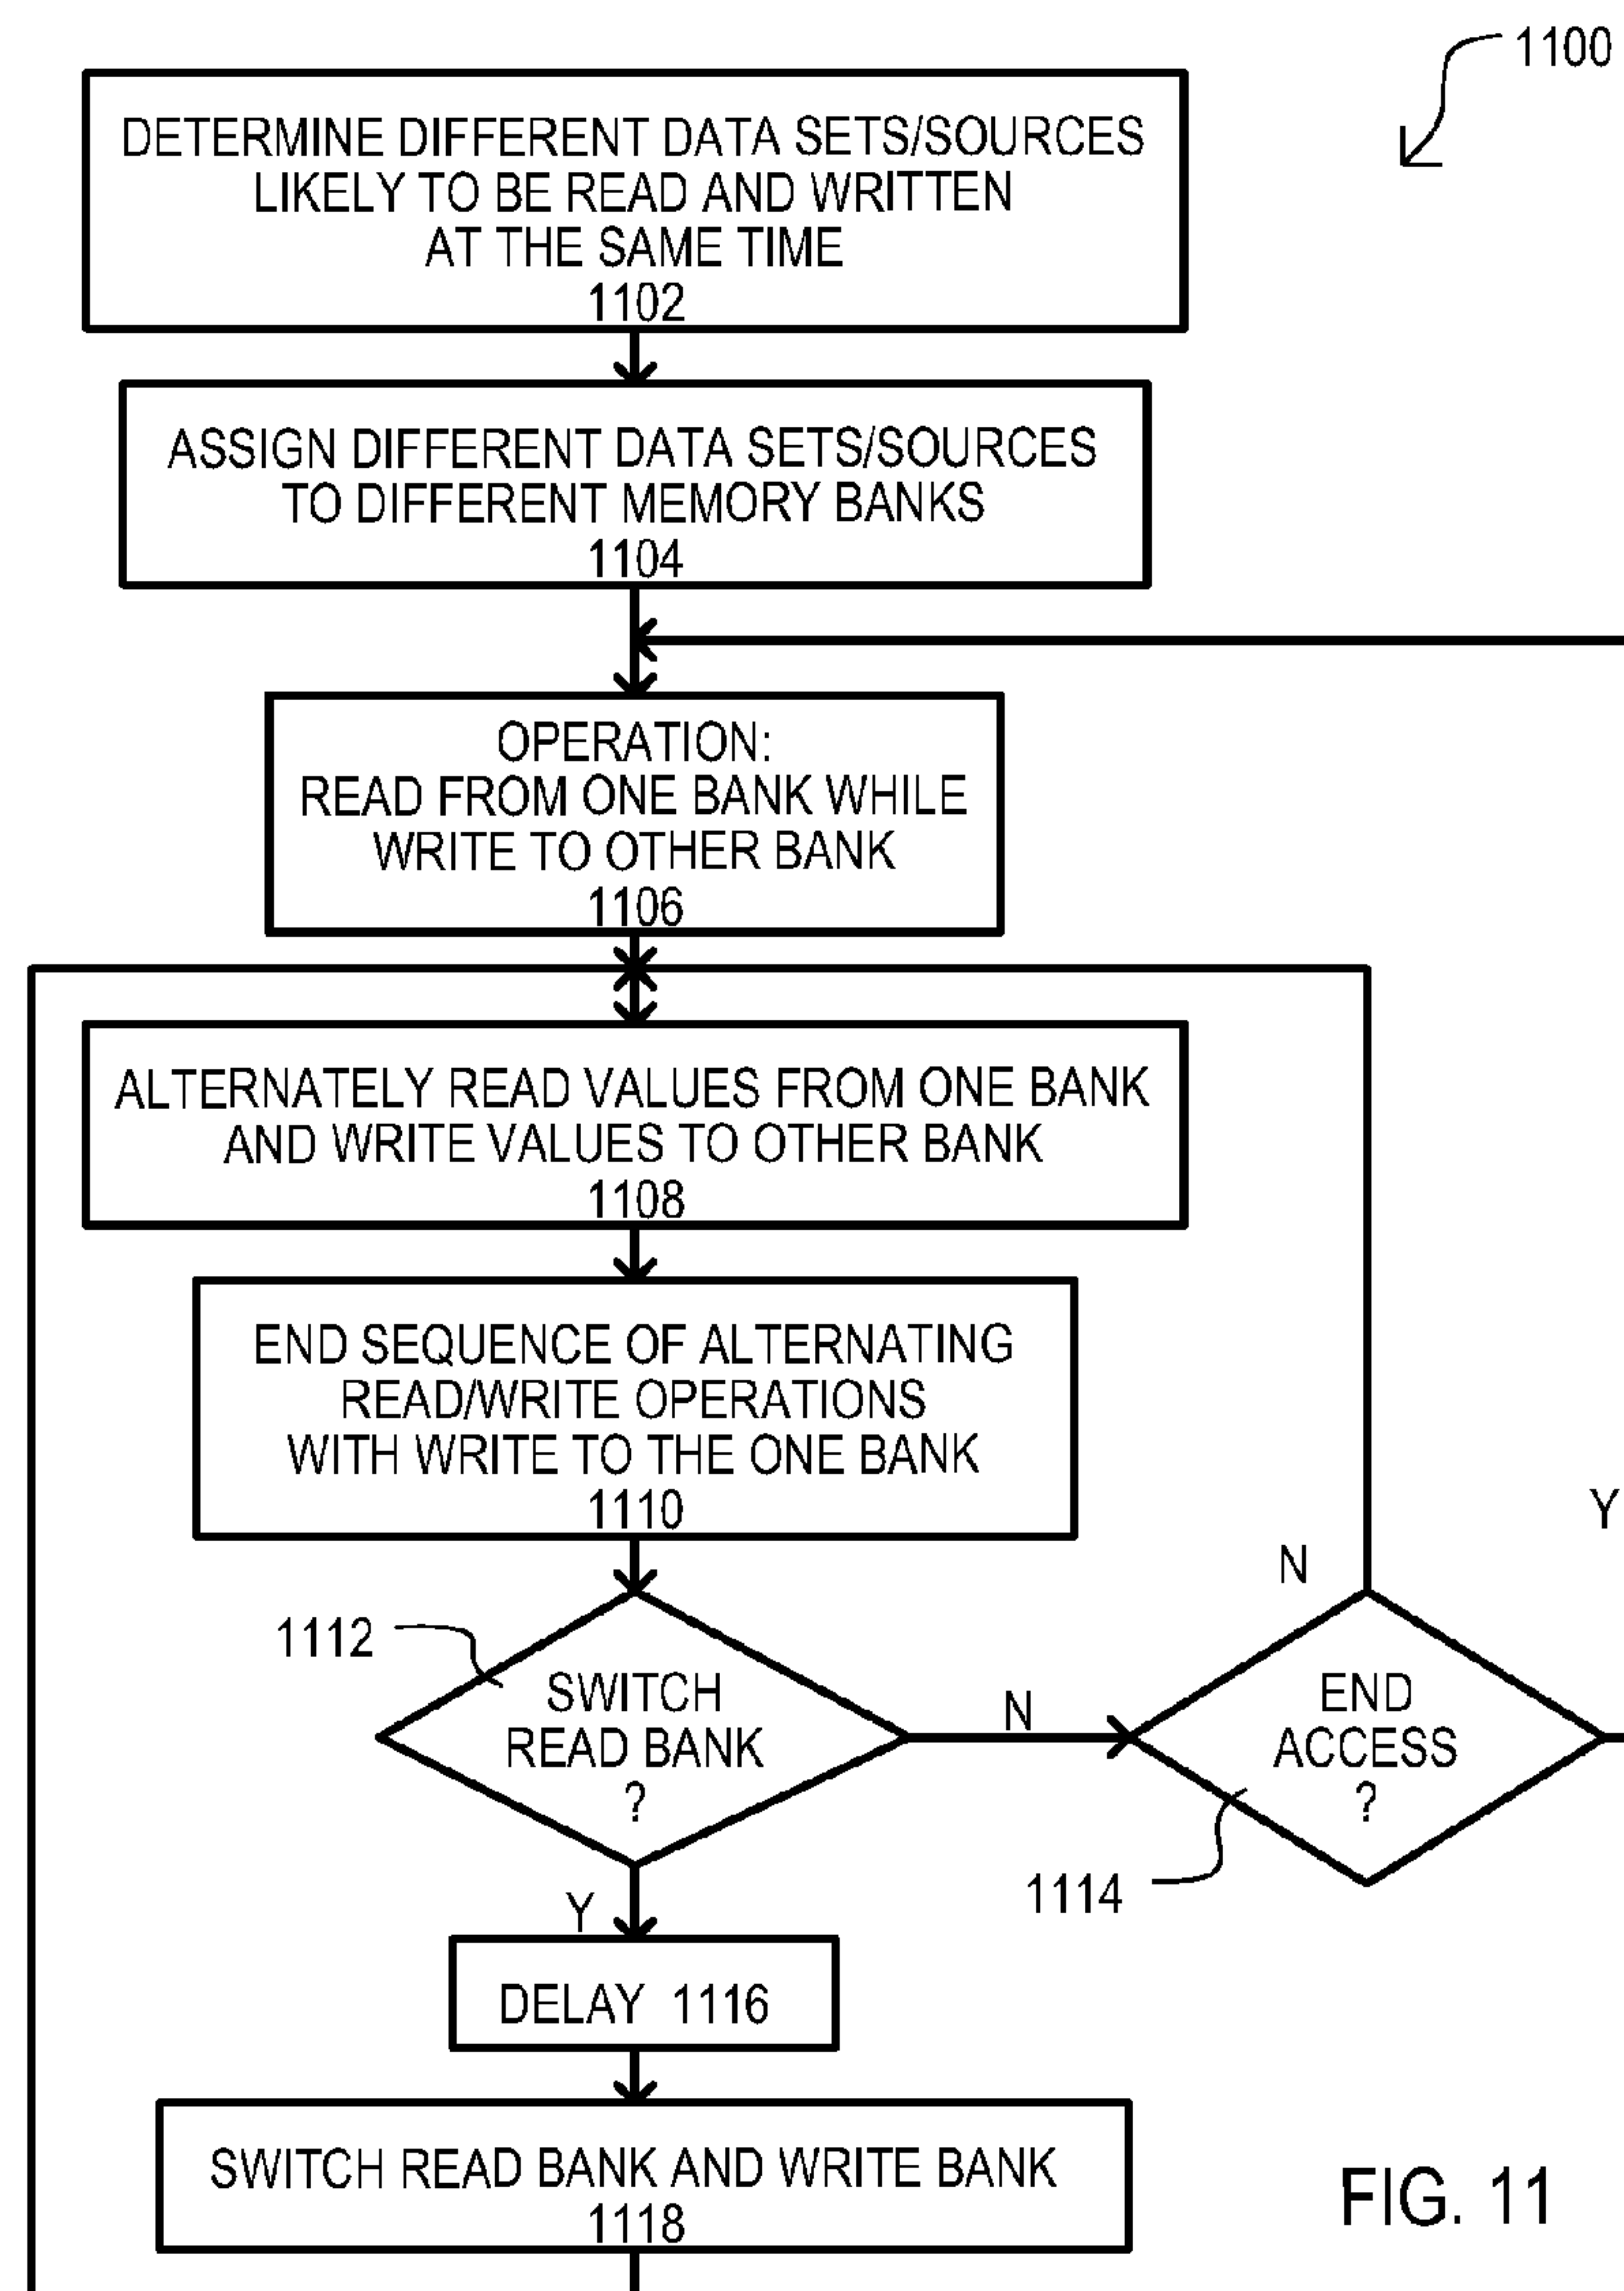 1100
DETERMINE DIFFERENT DATA SETS/SOURCES
LIKELY TO BE READ AND WRITTEN
AT THE SAME TIME
1102
ASSIGN DIFFERENT DATA SETS/SOURCES
TO DIFFERENT MEMORY BANKS
1104
OPERATION:
READ FROM ONE BANK WHILE
WRITE TO OTHER BANK
1106
ALTERNATELY READ VALUES FROM ONE BANK
AND WRITE VALUES TO OTHER BANK
1108
END SEQUENCE OF ALTERNATING
READ/WRITE OPERATIONS
WITH WRITE TO THE ONE BANK
1110
Y
N
1112
SWITCH
READ BANK
?
N
END
ACCESS
?
1114
Y
DELAY 1116
SWITCH READ BANK AND WRITE BANK
1118
FIG. 11